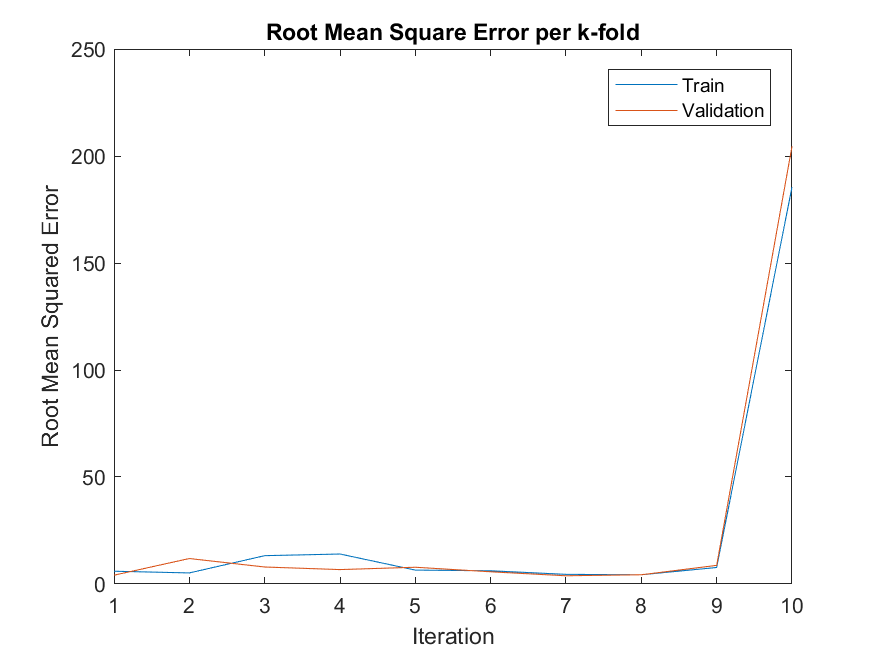 Root Mean Square Error per k-fold
250
200
150
100
50
0
Root Mean Squared Error
Train
Validation
1 2 3 4 5 6 7 8 9 10
Iteration